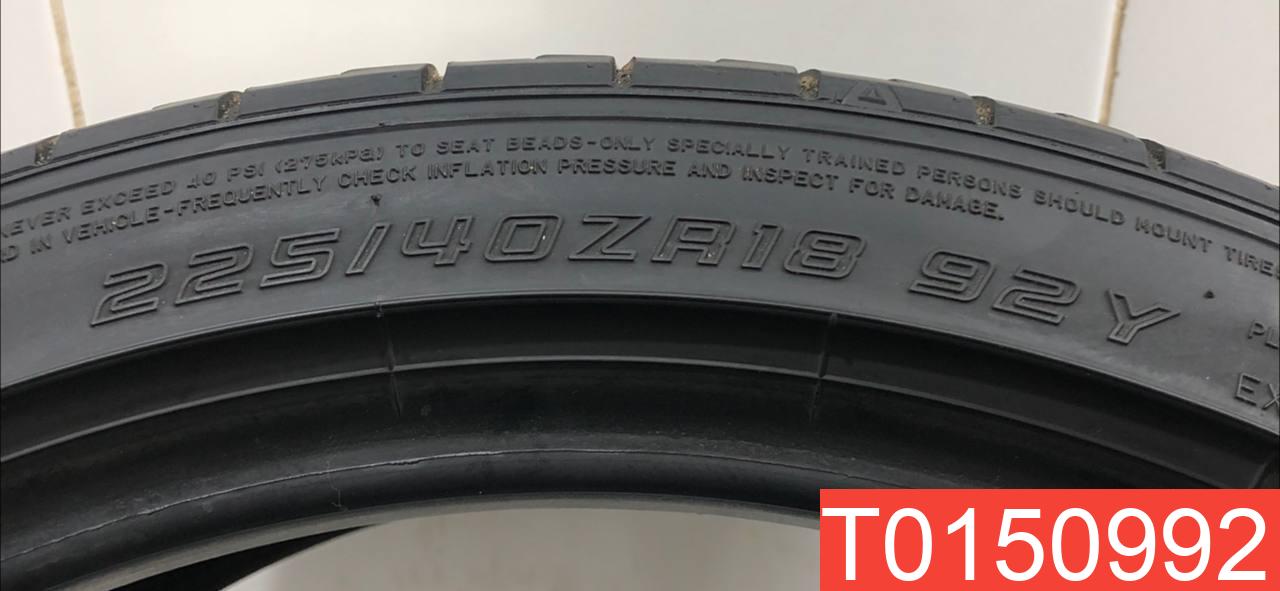 NEVER EXCEED 40 PSI (275kPa) TO SEAT BEADS-ONLY SPECIALLY TRAINED PERSONS SHOULD MOUNT TIRES
IN VEHICLE-FREQUENTLY CHECK INFLATION PRESSURE AND INSPECT FOR DAMAGE.
225/40ZR18 92Y
T0150992